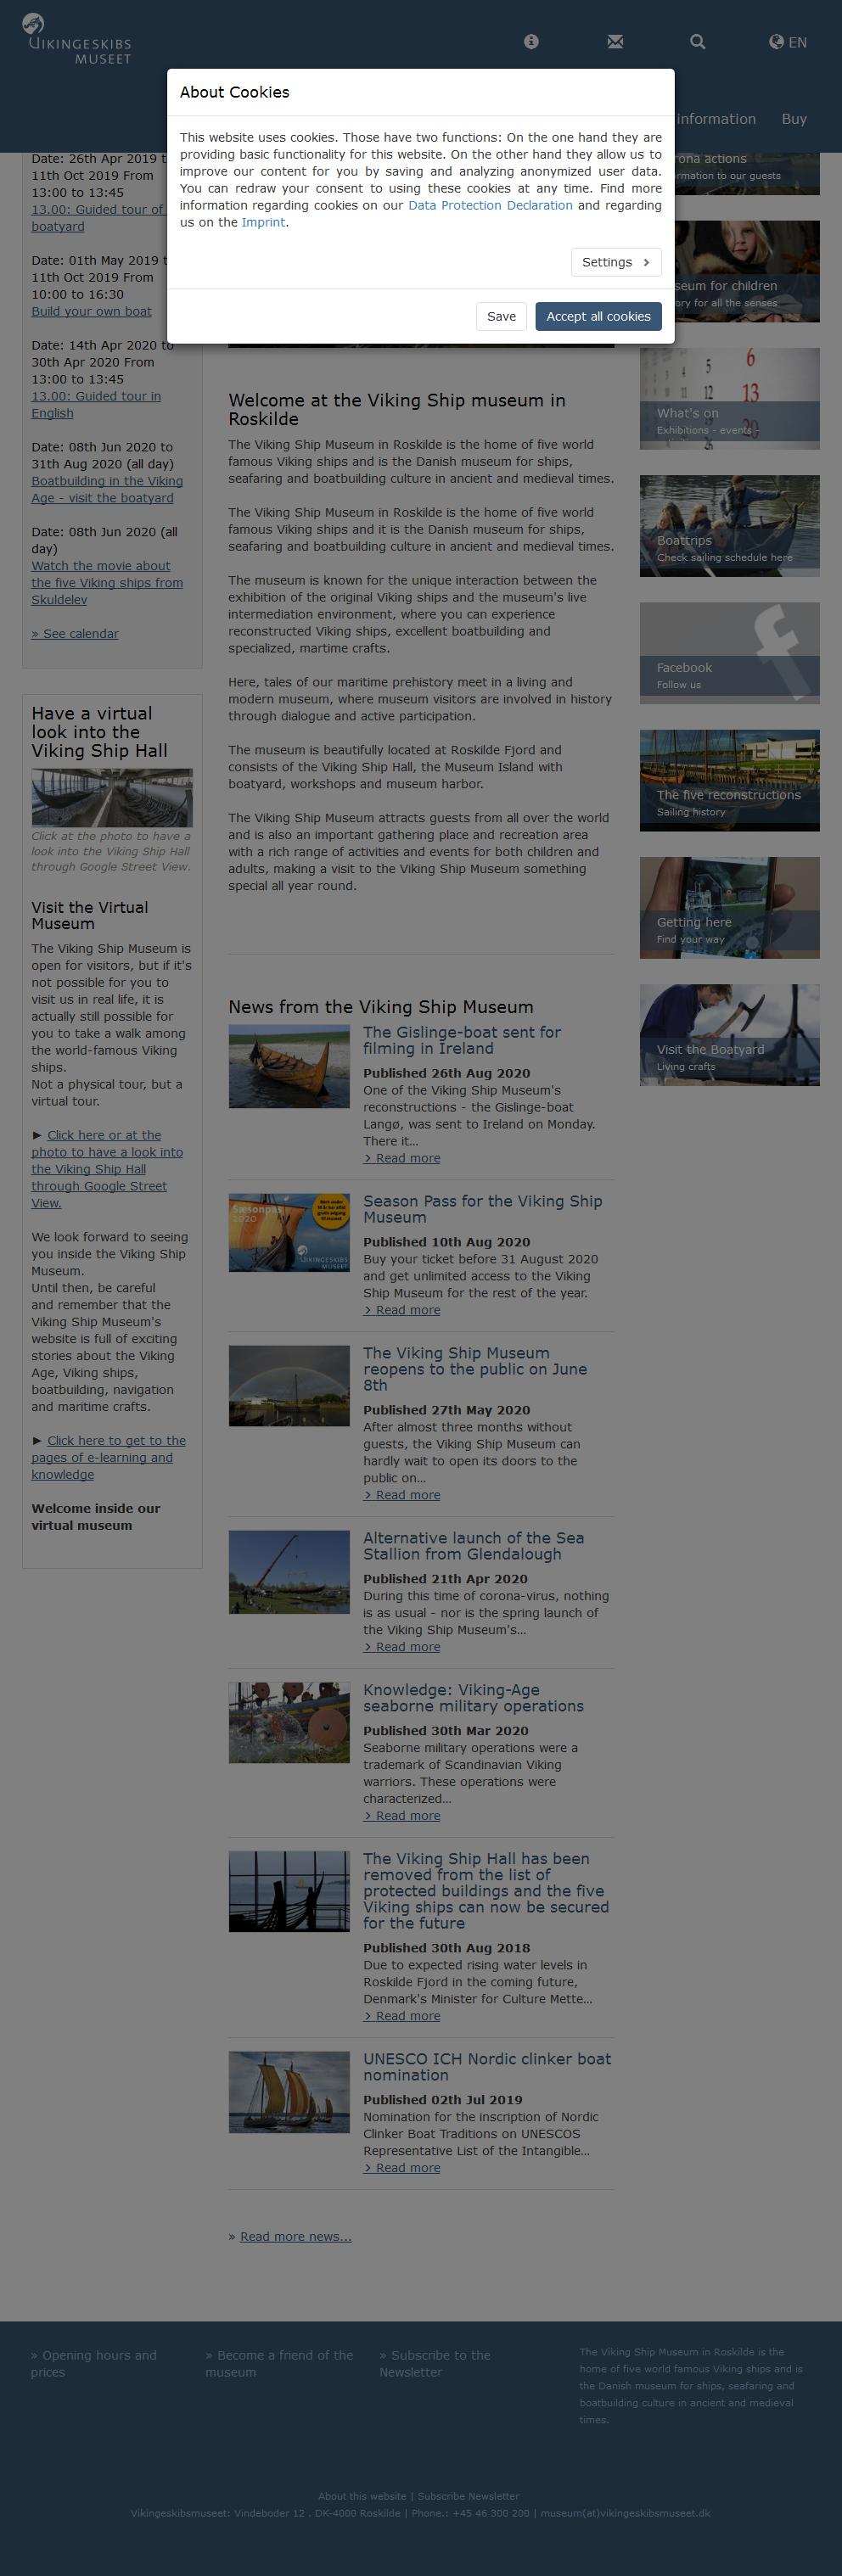 VIKINGESKIBS
MUSEET
EN
information
Buy
About Cookies
This website uses cookies. Those have two functions: On the one hand they are
providing basic functionality for this website. On the other hand they allow us to
improve our content for you by saving and analyzing anonymized user data.
You can redraw your consent to using these cookies at any time. Find more
information regarding cookies on our Data Protection Declaration and regarding
us on the Imprint.
Settings
Save
Accept all cookies
Date: 26th Apr 2019
11th Oct 2019 From
13:00 to 13:45
13.00: Guided tour of
boatyard
Date: 01th May 2019
11th Oct 2019 From
10:00 to 16:30
Build your own boat
Date: 14th Apr 2020 to
30th Apr 2020 From
13:00 to 13:45
13.00: Guided tour in
English
Date: 08th Jun 2020 to
31th Aug 2020 (all day)
Boatbuilding in the Viking
Age - visit the boatyard
Date: 08th Jun 2020 (all
day)
Watch the movie about
the five Viking ships from
Skuldelev
» See calendar
Have a virtual
look into the
Viking Ship Hall
Click at the photo to have a
look into the Viking Ship Hall
through Google Street View.
Visit the Virtual
Museum
The Viking Ship Museum is
open for visitors, but if it's
not possible for you to
visit us in real life, it is
actually still possible for
you to take a walk among
the world-famous Viking
ships.
Not a physical tour, but a
virtual tour.
► Click here or at the
photo to have a look into
the Viking Ship Hall
through Google Street
View.
We look forward to seeing
you inside the Viking Ship
Museum.
Until then, be careful
and remember that the
Viking Ship Museum's
website is full of exciting
stories about the Viking
Age, Viking ships,
boatbuilding, navigation
and maritime crafts.
► Click here to get to the
pages of e-learning and
knowledge
Welcome inside our
virtual museum
Welcome at the Viking Ship museum in
Roskilde
The Viking Ship Museum in Roskilde is the home of five world
famous Viking ships and is the Danish museum for ships,
seafaring and boatbuilding culture in ancient and medieval times.
The Viking Ship Museum in Roskilde is the home of five world
famous Viking ships and it is the Danish museum for ships,
seafaring and boatbuilding culture in ancient and medieval times.
The museum is known for the unique interaction between the
exhibition of the original Viking ships and the museum's live
intermediation environment, where you can experience
reconstructed Viking ships, excellent boatbuilding and
specialized, martime crafts.
Here, tales of our maritime prehistory meet in a living and
modern museum, where museum visitors are involved in history
through dialogue and active participation.
The museum is beautifully located at Roskilde Fjord and
consists of the Viking Ship Hall, the Museum Island with
boatyard, workshops and museum harbor.
The Viking Ship Museum attracts guests from all over the world
and is also an important gathering place and recreation area
with a rich range of activities and events for both children and
adults, making a visit to the Viking Ship Museum something
special all year round.
News from the Viking Ship Museum
The Gislinge-boat sent for
filming in Ireland
Published 26th Aug 2020
One of the Viking Ship Museum's
reconstructions - the Gislinge-boat
Langø, was sent to Ireland on Monday.
There it...
> Read more
Sæsonpas
2020
VIKINGESKIBS
MUSEET
Season Pass for the Viking Ship
Museum
Published 10th Aug 2020
Buy your ticket before 31 August 2020
and get unlimited access to the Viking
Ship Museum for the rest of the year.
> Read more
The Viking Ship Museum
reopens to the public on June
8th
Published 27th May 2020
After almost three months without
guests, the Viking Ship Museum can
hardly wait to open its doors to the
public on...
> Read more
Alternative launch of the Sea
Stallion from Glendalough
Published 21th Apr 2020
During this time of corona-virus, nothing
is as usual - nor is the spring launch of
the Viking Ship Museum's...
> Read more
Knowledge: Viking-Age
seaborne military operations
Published 30th Mar 2020
Seaborne military operations were a
trademark of Scandinavian Viking
warriors. These operations were
characterized...
> Read more
The Viking Ship Hall has been
removed from the list of
protected buildings and the five
Viking ships can now be secured
for the future
Published 30th Aug 2018
Due to expected rising water levels in
Roskilde Fjord in the coming future,
Denmark's Minister for Culture Mette...
> Read more
UNESCO ICH Nordic clinker boat
nomination
Published 02th Jul 2019
Nomination for the inscription of Nordic
Clinker Boat Traditions on UNESCOS
Representative List of the Intangible...
> Read more
» Read more news...
ona actions
ormation to our guests
seum for children
ory for all the senses
6
5
12
13
11
20
What's on
Exhibitions - events -
Boattrips
Check sailing schedule here
Facebook
Follow us
The five reconstructions
Sailing history
Getting here
Find your way
Visit the Boatyard
Living crafts
» Opening hours and
prices
» Become a friend of the
museum
» Subscribe to the
Newsletter
The Viking Ship Museum in Roskilde is the
home of five world famous Viking ships and is
the Danish museum for ships, seafaring and
boatbuilding culture in ancient and medieval
times.
About this website | Subscribe Newsletter
Vikingeskibsmuseet: Vindeboder 12 . DK-4000 Roskilde | Phone.: +45 46 300 200 | museum(at)vikingeskibsmuseet.dk